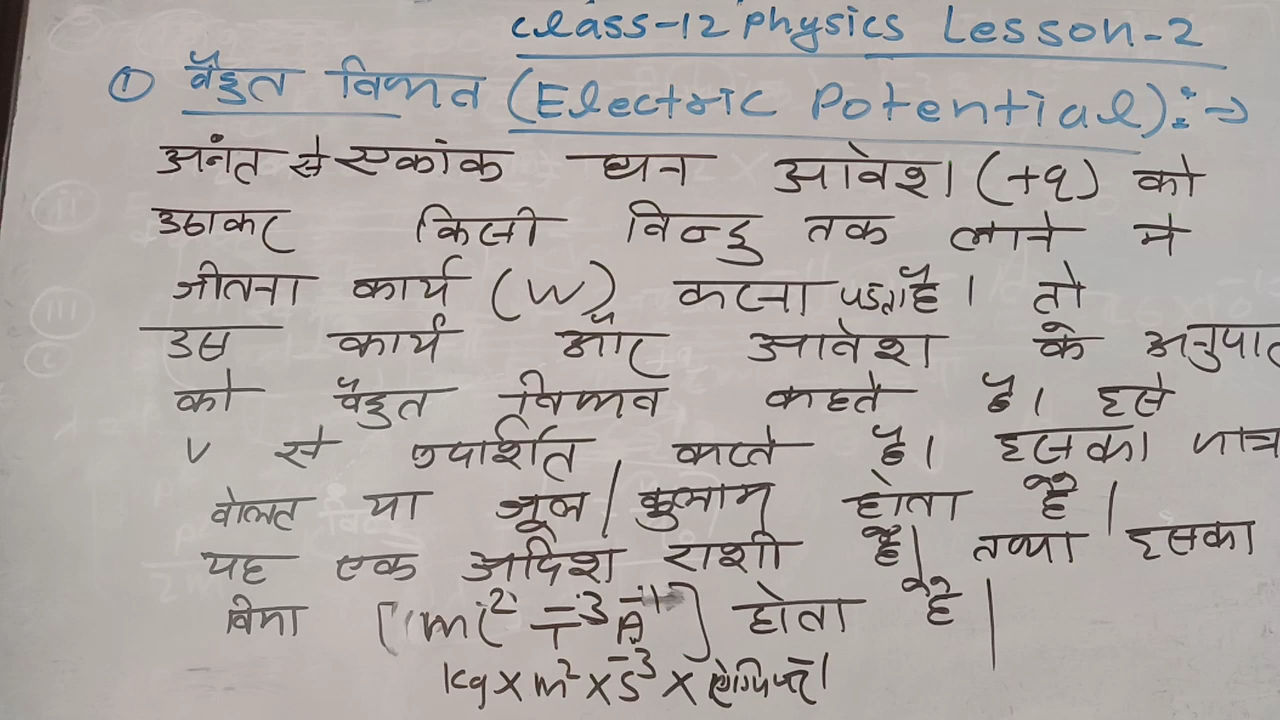 Class-12 Physics Lesson-2
① वैद्युत विभव (Electric Potential):→
अनंत से एकांक धन आवेश (+q) को
उठाकर किसी विन्दु तक लाने मे
जीतना कार्य (W) करना पड़ता है। तो
उस कार्य और आवेश के अनुपात
को वैद्युत विभव कहते है। इसे
V से प्रदर्शित करते है। इसका मात्रक
वोल्ट या जूल/कुलाम होता है।
यह एक अदिश राशी है। तथा इसका
विमा [ML² T⁻³ A⁻¹] होता है।
kg x m² x s⁻³ x